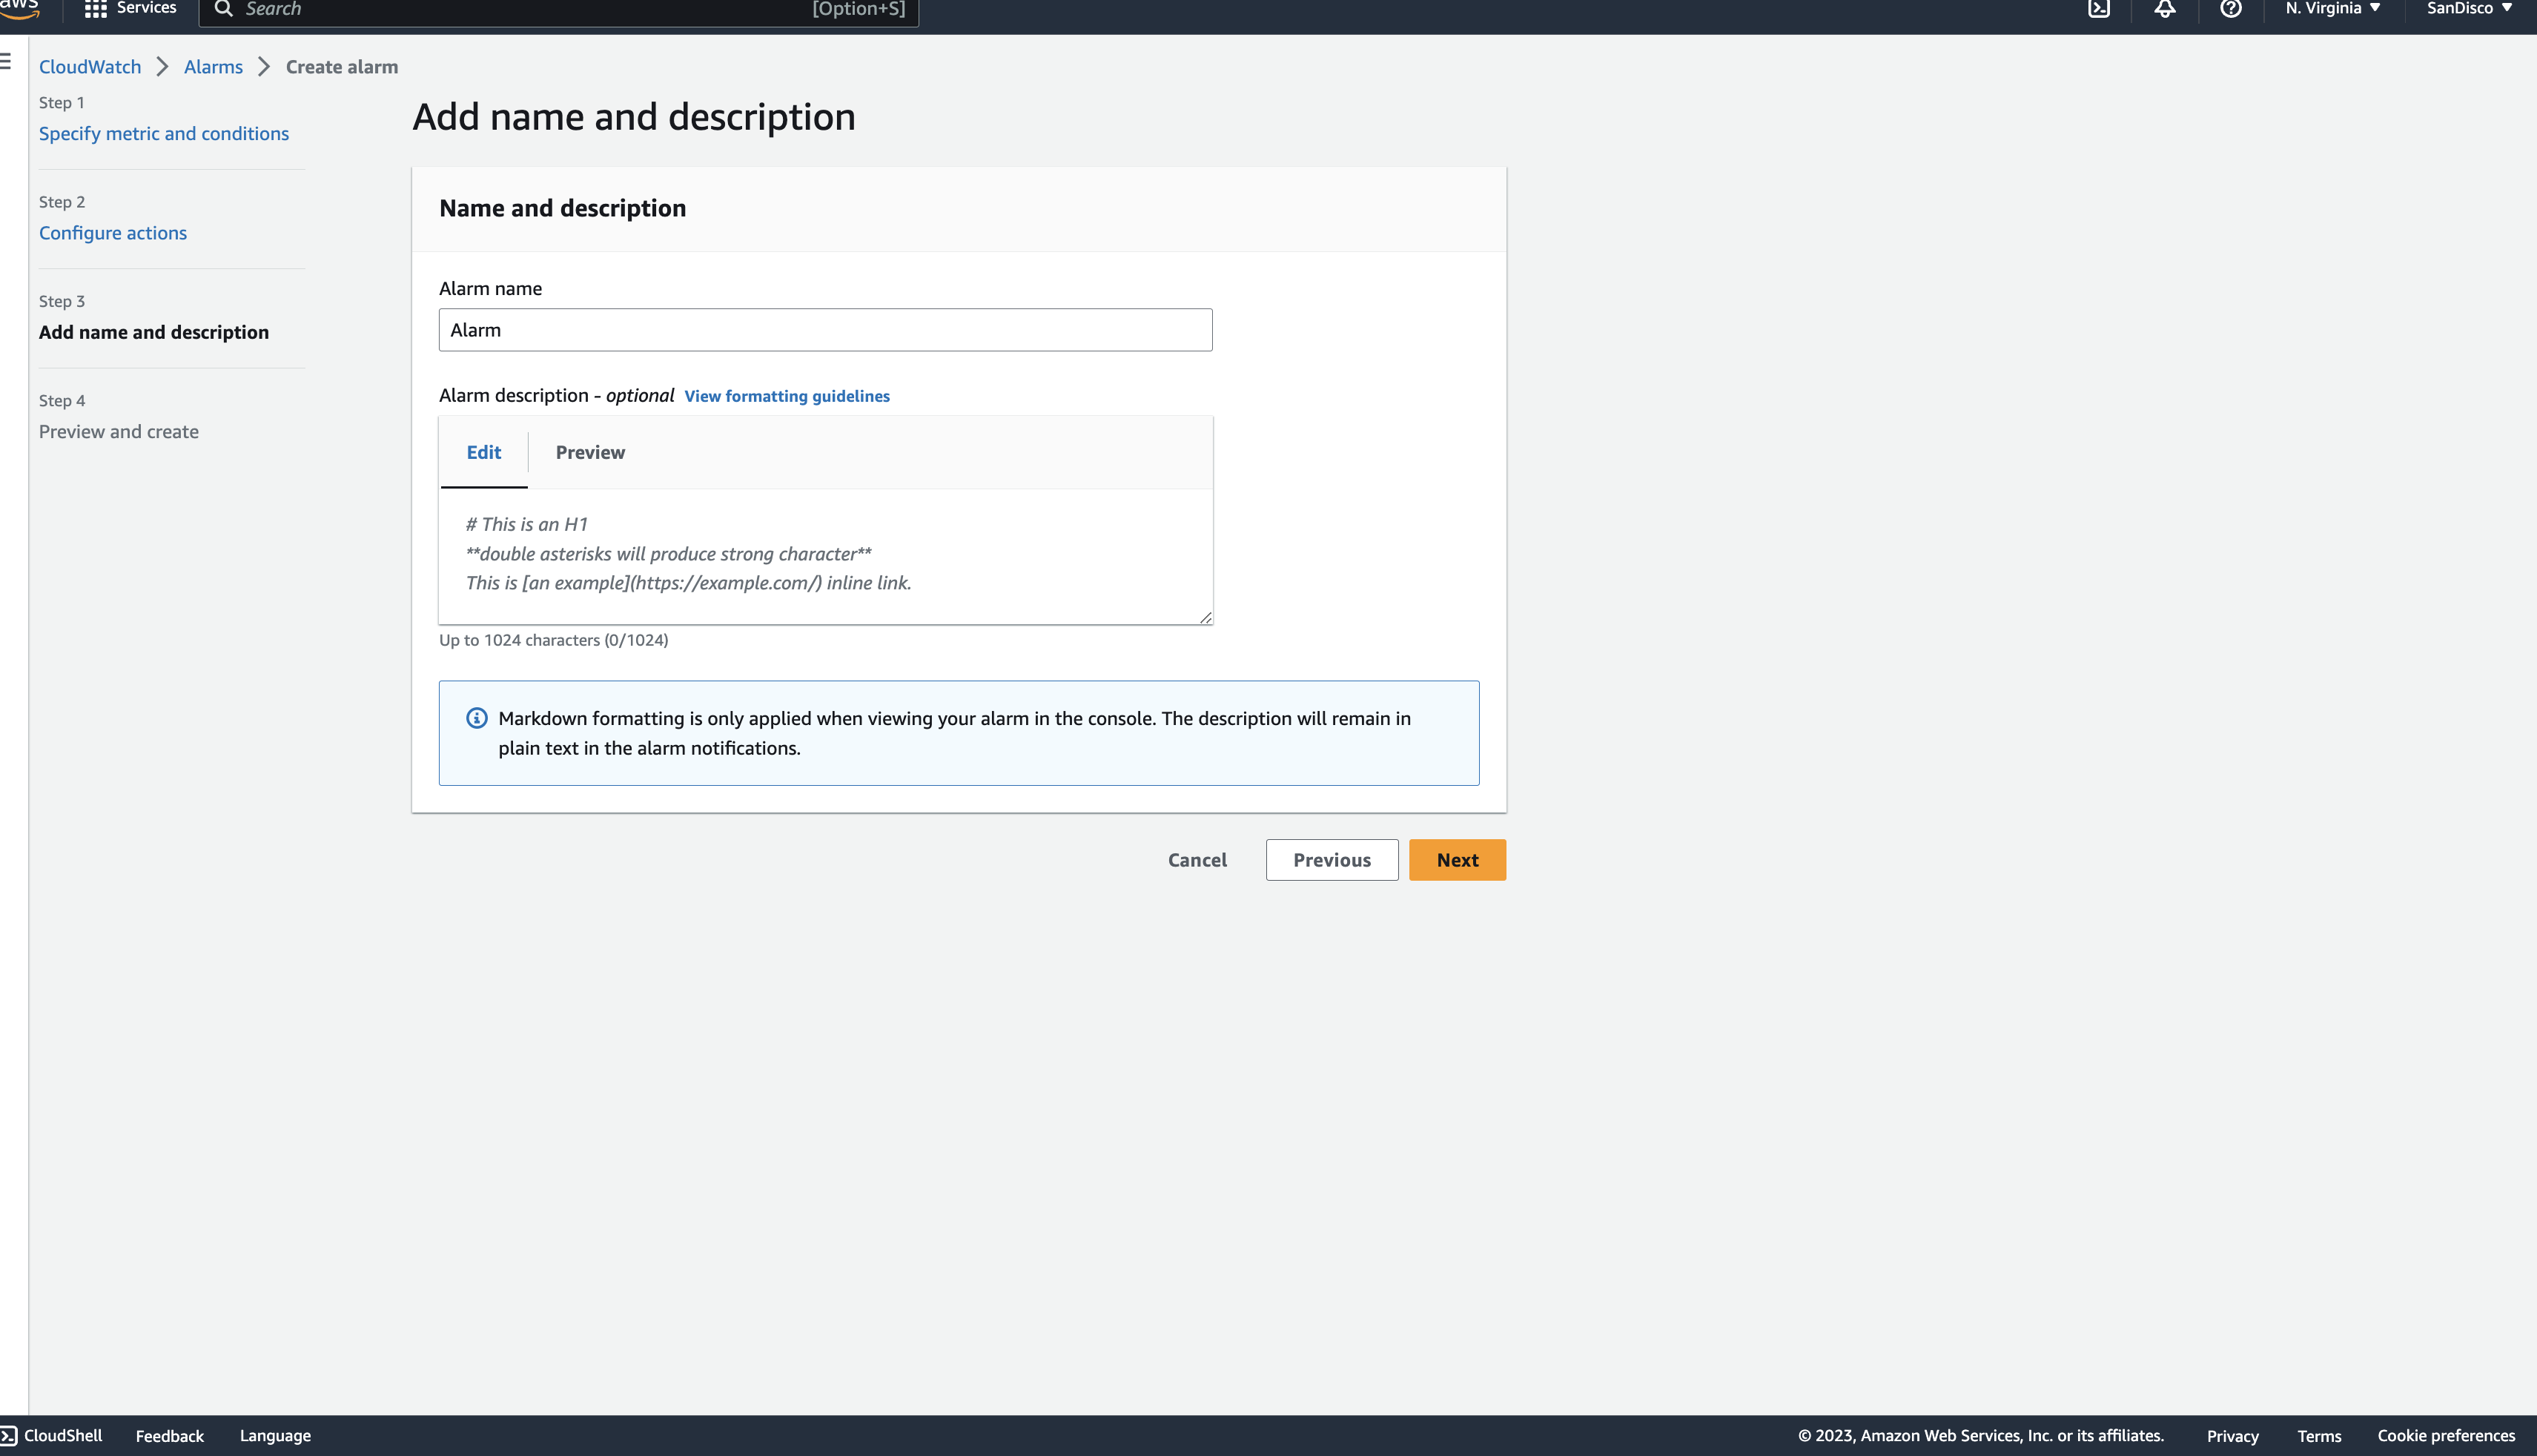 aws
Services
Search
[Option+S]
N. Virginia
SanDisco
CloudWatch
Alarms
Create alarm
Step 1
Specify metric and conditions
Step 2
Configure actions
Step 3
Add name and description
Step 4
Preview and create
Add name and description
Name and description
Alarm name
Alarm
Alarm description - optional View formatting guidelines
Edit
Preview
# This is an H1
**double asterisks will produce strong character**
This is [an example](https://example.com/) inline link.
Up to 1024 characters (0/1024)
Markdown formatting is only applied when viewing your alarm in the console. The description will remain in
plain text in the alarm notifications.
Cancel
Previous
Next
CloudShell
Feedback
Language
© 2023, Amazon Web Services, Inc. or its affiliates.
Privacy
Terms
Cookie preferences